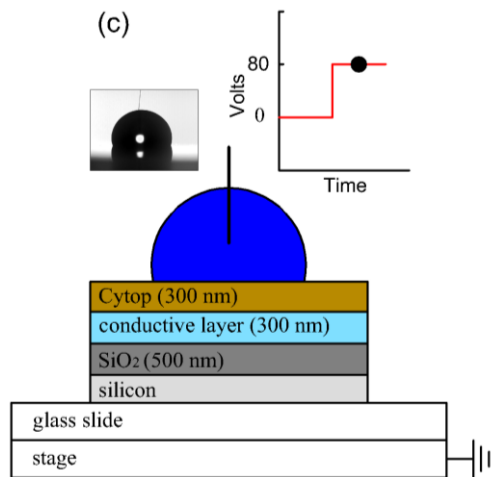 (c)
80
Volts
0
Time
Cytop (300 nm)
conductive layer (300 nm)
SiO₂ (500 nm)
silicon
glass slide
stage